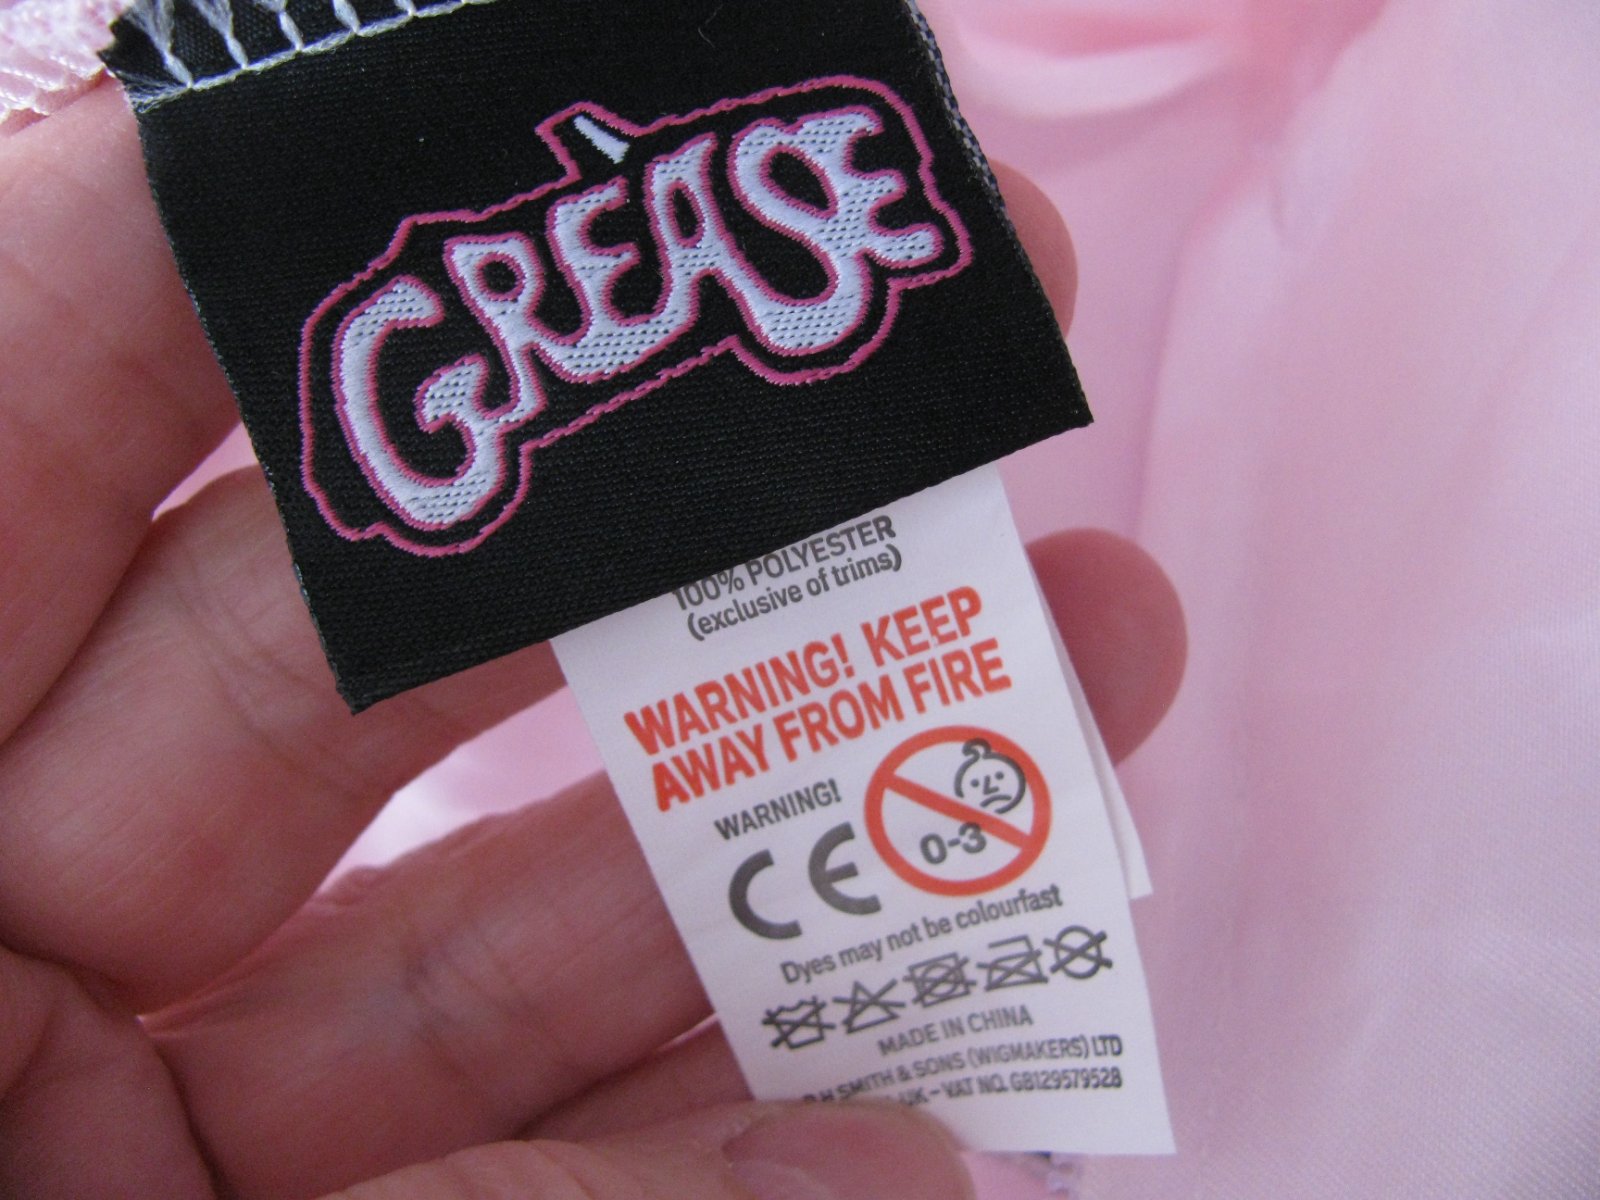 GREASE
100% POLYESTER
(exclusive of trims)
WARNING! KEEP
AWAY FROM FIRE
WARNING!
CE
0-3
Dyes may not be colourfast
MADE IN CHINA
H SMITH & SONS (WIGMAKERS) LTD
UK - VAT NO. GB129579528